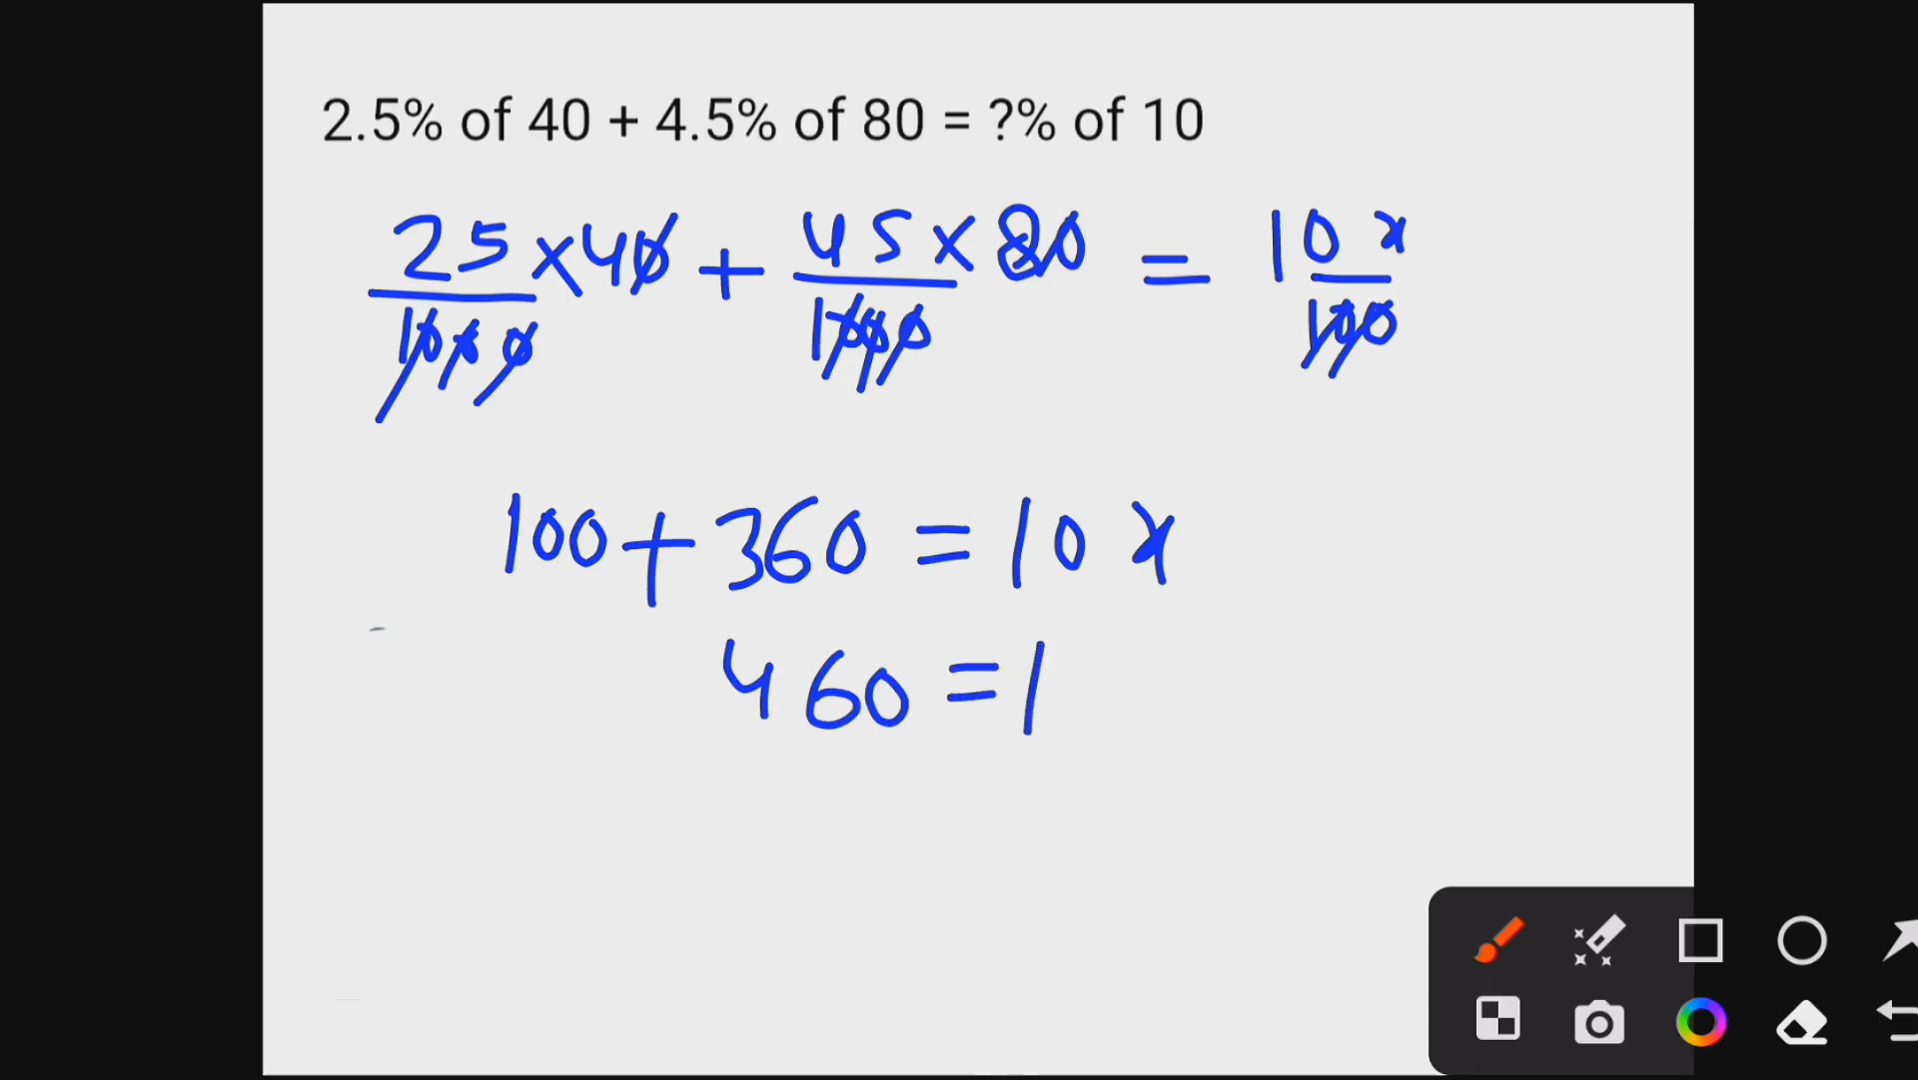 2.5% of 40 + 4.5% of 80 = ?% of 10
25/1000 × 40 + 45/1000 × 80 = 10 x/100
100 + 360 = 10 x
460 = 1